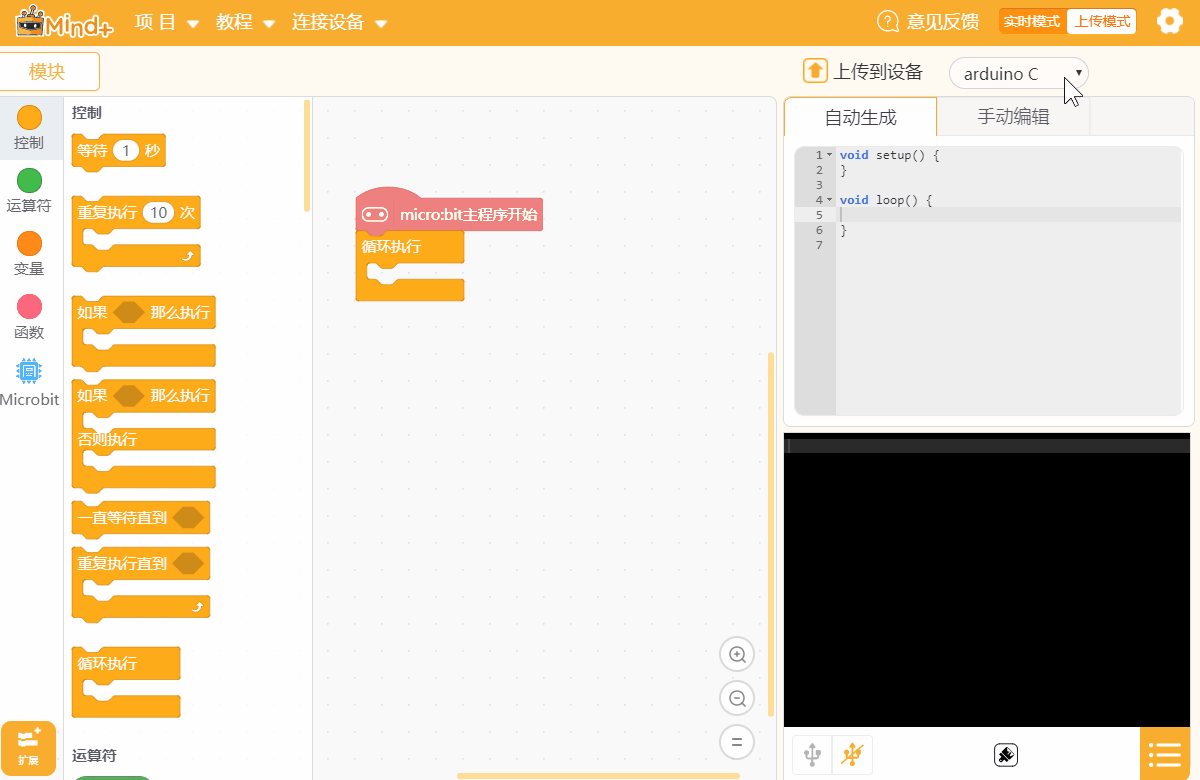 Mind+
项目
教程
连接设备
意见反馈
实时模式
上传模式
模块
上传到设备
arduino C
控制
运算符
变量
函数
Microbit
扩展
控制
等待 1 秒
重复执行 10 次
如果 那么执行
如果 那么执行
否则执行
一直等待直到
重复执行直到
循环执行
运算符
micro:bit主程序开始
循环执行
自动生成
手动编辑
1 void setup() {
2 }
3
4 void loop() {
5
6 }
7